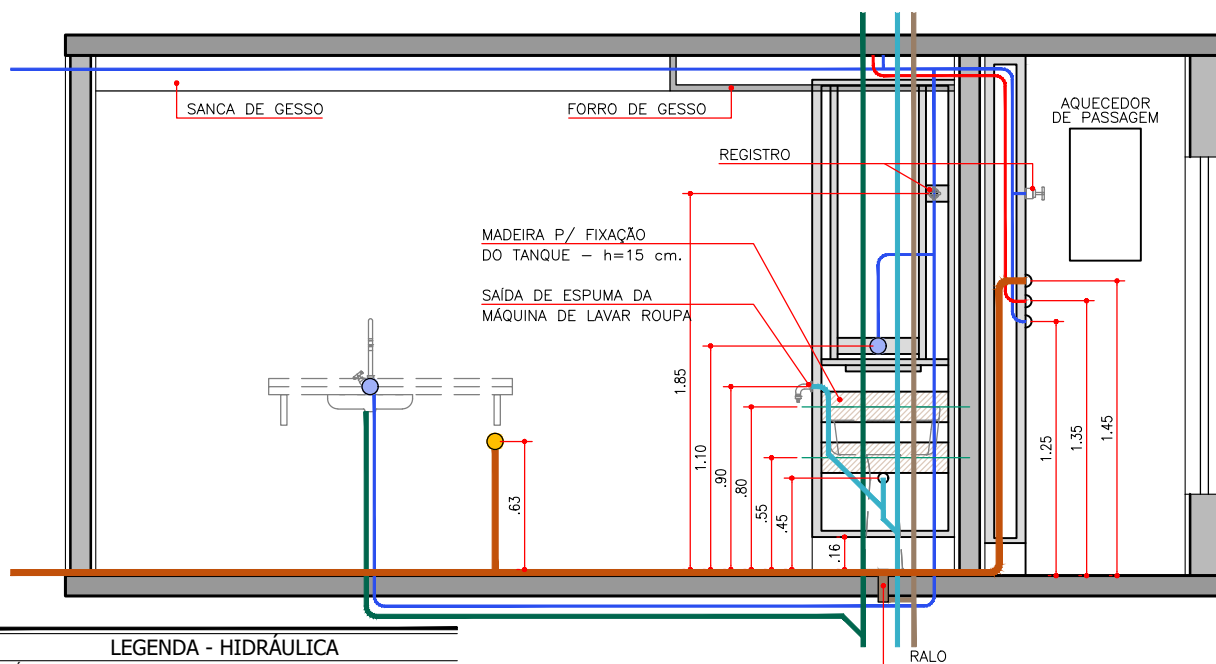 SANCA DE GESSO
FORRO DE GESSO
AQUECEDOR
DE PASSAGEM
REGISTRO
MADEIRA P/ FIXAÇÃO
DO TANQUE – h=15 cm.
SAÍDA DE ESPUMA DA
MÁQUINA DE LAVAR ROUPA
1.85
1.10
.90
.80
.55
.45
.16
.63
1.25
1.35
1.45
LEGENDA - HIDRÁULICA
RALO